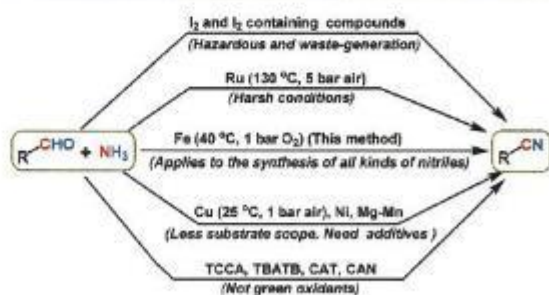 I₂ and I₂ containing compounds
(Hazardous and waste-generation)
Ru (130 °C, 5 bar air)
(Harsh conditions)
R CHO + NH₃
Fe (40 °C, 1 bar O₂) (This method)
(Applies to the synthesis of all kinds of nitriles)
R CN
Cu (25 °C, 1 bar air), Ni, Mg-Mn
(Less substrate scope. Need additives )
TCCA, TBATB, CAT, CAN
(Not green oxidants)